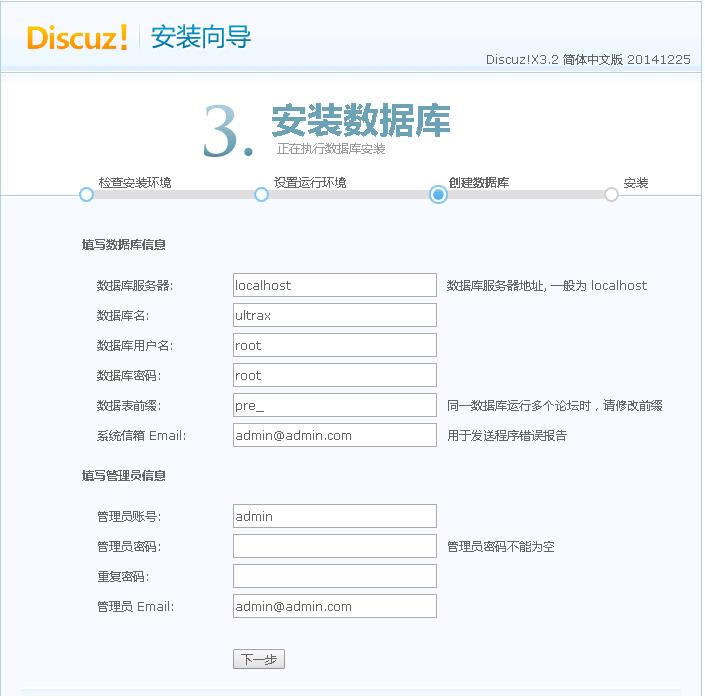 Discuz! 安装向导
Discuz!X3.2 简体中文版 20141225
3. 安装数据库
正在执行数据库安装
检查安装环境 设置运行环境 创建数据库 安装
填写数据库信息
数据库服务器: localhost 数据库服务器地址, 一般为 localhost
数据库名: ultrax
数据库用户名: root
数据库密码: root
数据表前缀: pre_ 同一数据库运行多个论坛时，请修改前缀
系统信箱 Email: admin@admin.com 用于发送程序错误报告
填写管理员信息
管理员账号: admin
管理员密码: 管理员密码不能为空
重复密码:
管理员 Email: admin@admin.com
下一步